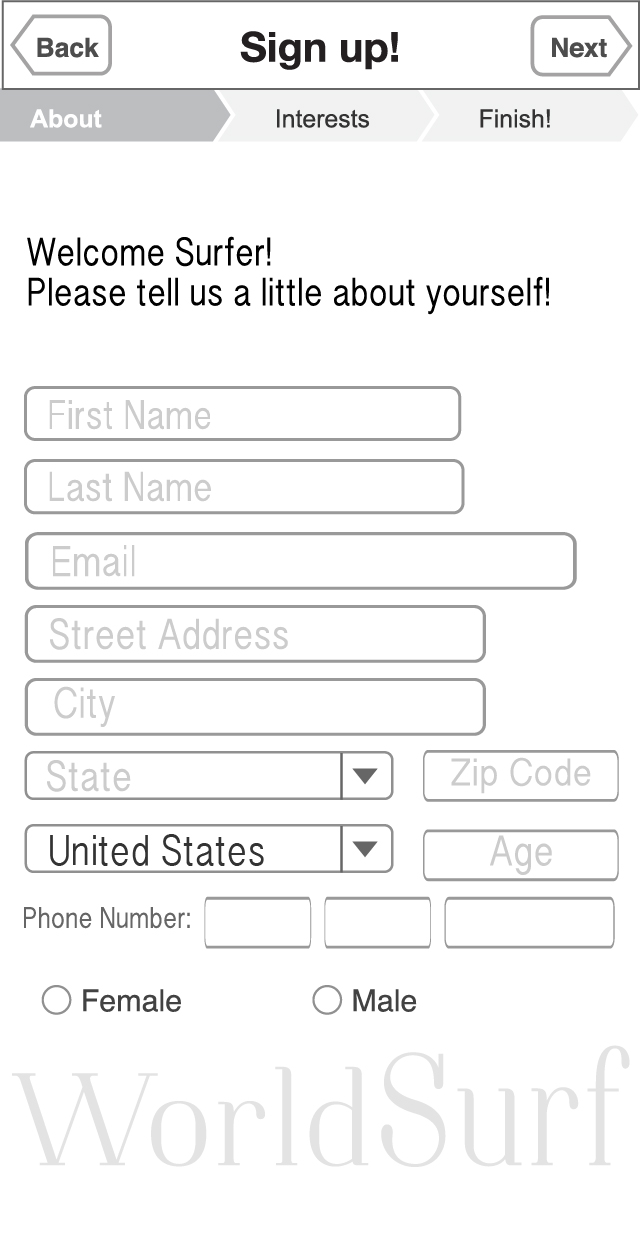 Back Sign up! Next
About Interests Finish!
Welcome Surfer!
Please tell us a little about yourself!
First Name
Last Name
Email
Street Address
City
State Zip Code
United States Age
Phone Number:
Female Male
WorldSurf